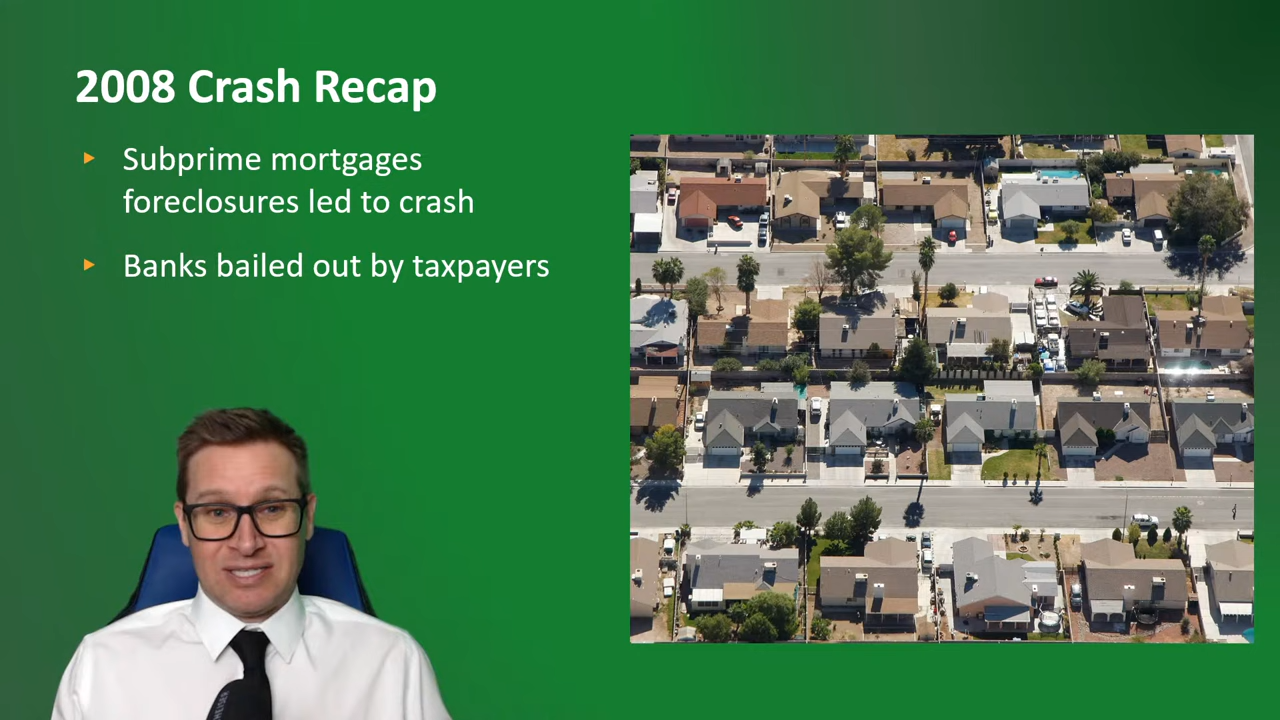 2008 Crash Recap
Subprime mortgages
foreclosures led to crash
Banks bailed out by taxpayers